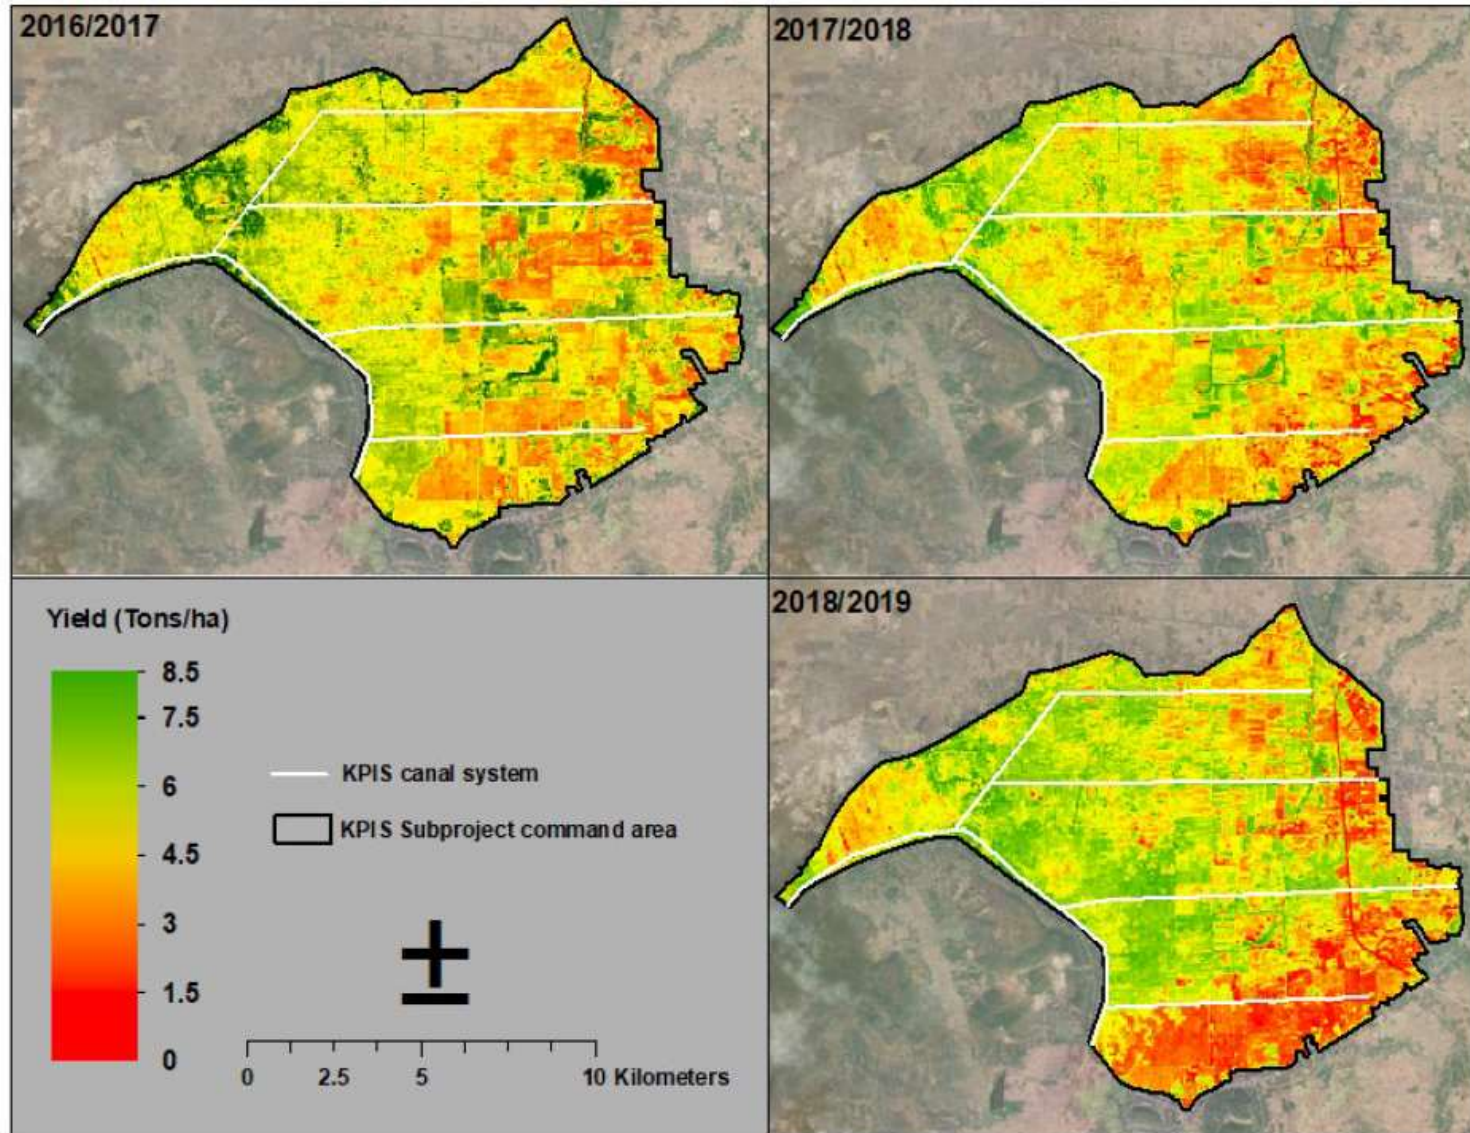 2016/2017
2017/2018
2018/2019
Yield (Tons/ha)
8.5
7.5
6
4.5
3
1.5
0
KPIS canal system
KPIS Subproject command area
±
0 2.5 5 10 Kilometers